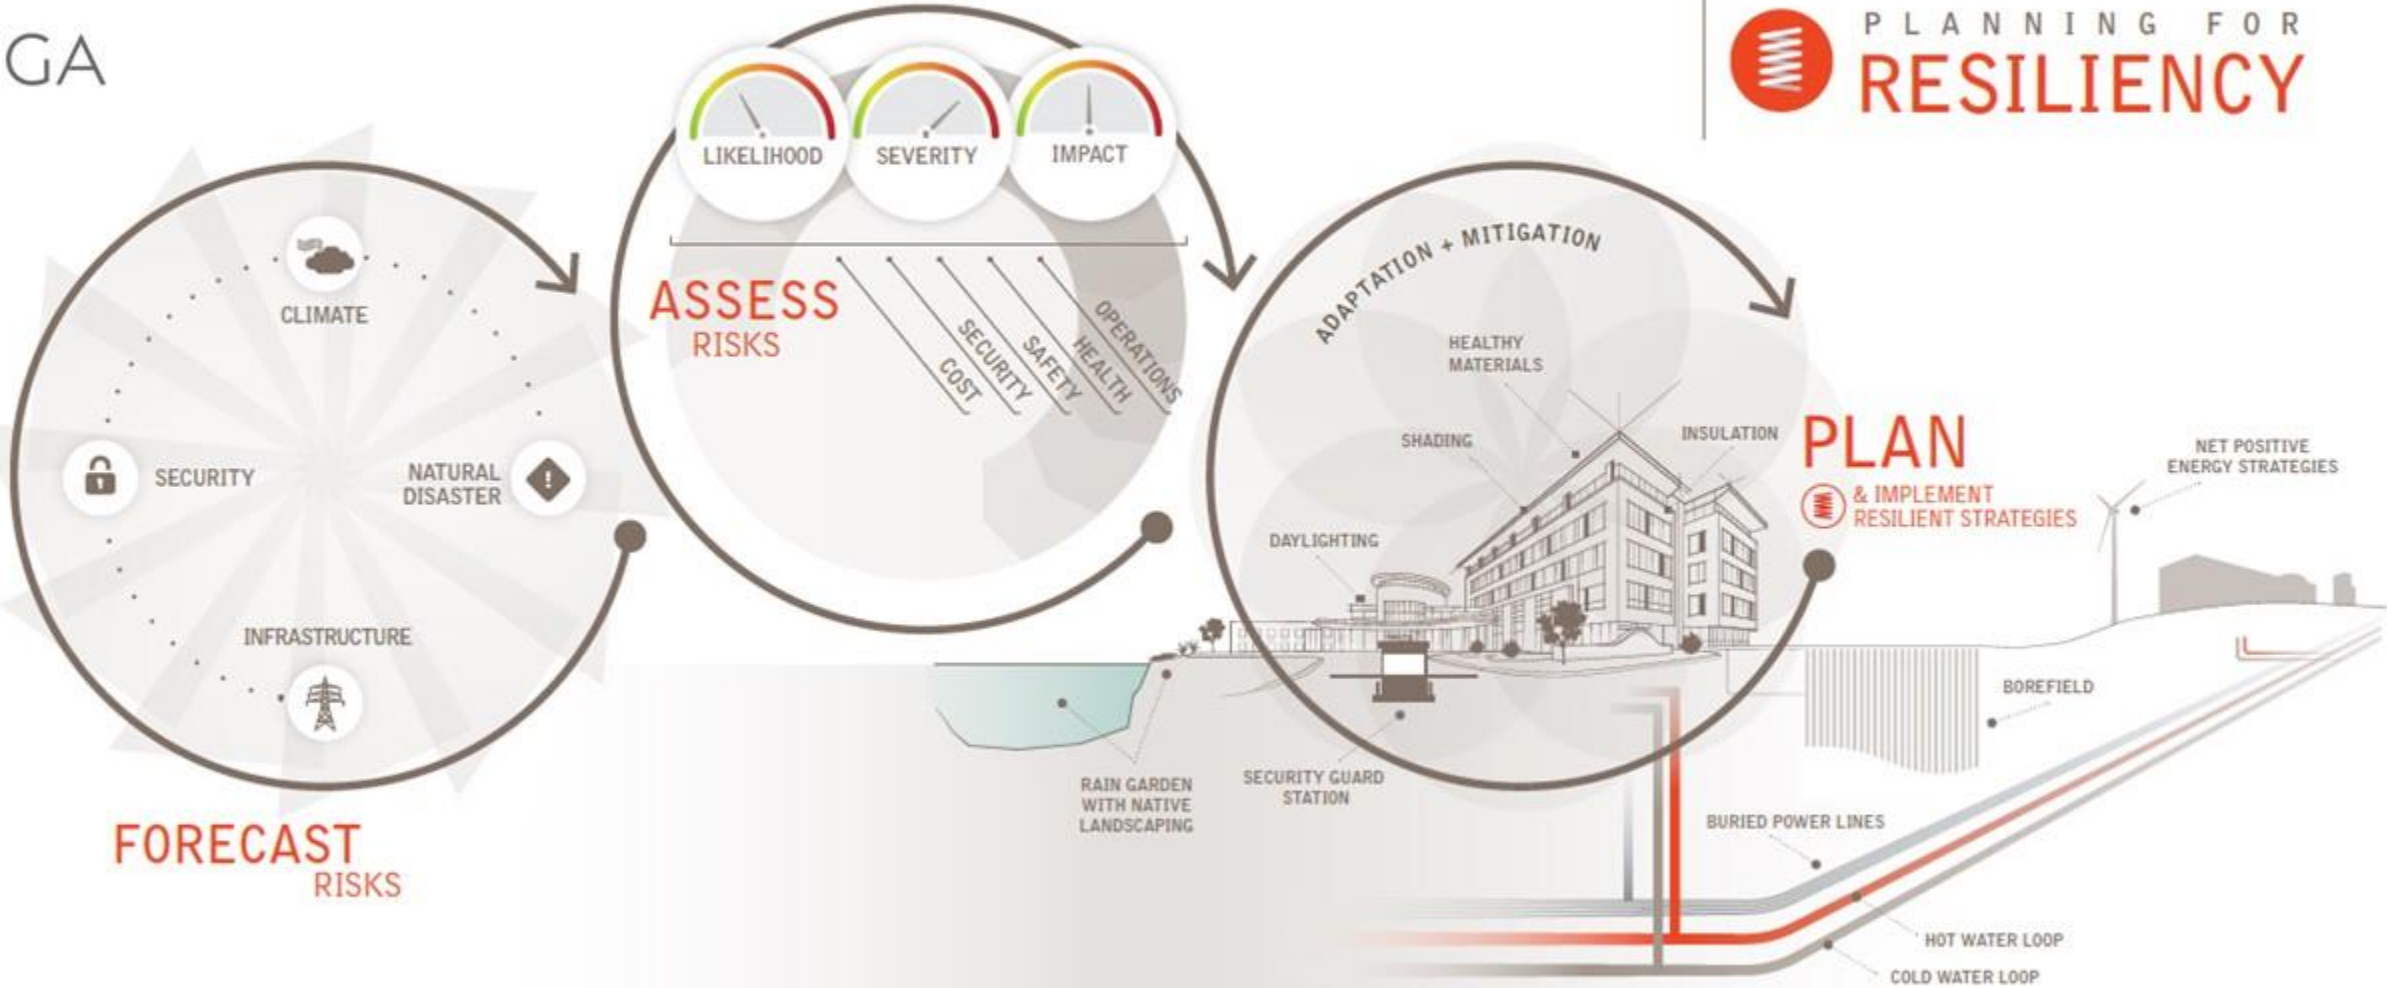 GA
PLANNING FOR
RESILIENCY
CLIMATE
SECURITY
NATURAL
DISASTER
INFRASTRUCTURE
FORECAST
RISKS
LIKELIHOOD
SEVERITY
IMPACT
ASSESS
RISKS
COST
SECURITY
SAFETY
HEALTH
OPERATIONS
ADAPTATION + MITIGATION
HEALTHY
MATERIALS
SHADING
INSULATION
DAYLIGHTING
PLAN
& IMPLEMENT
RESILIENT STRATEGIES
NET POSITIVE
ENERGY STRATEGIES
BOREFIELD
RAIN GARDEN
WITH NATIVE
LANDSCAPING
SECURITY GUARD
STATION
BURIED POWER LINES
HOT WATER LOOP
COLD WATER LOOP